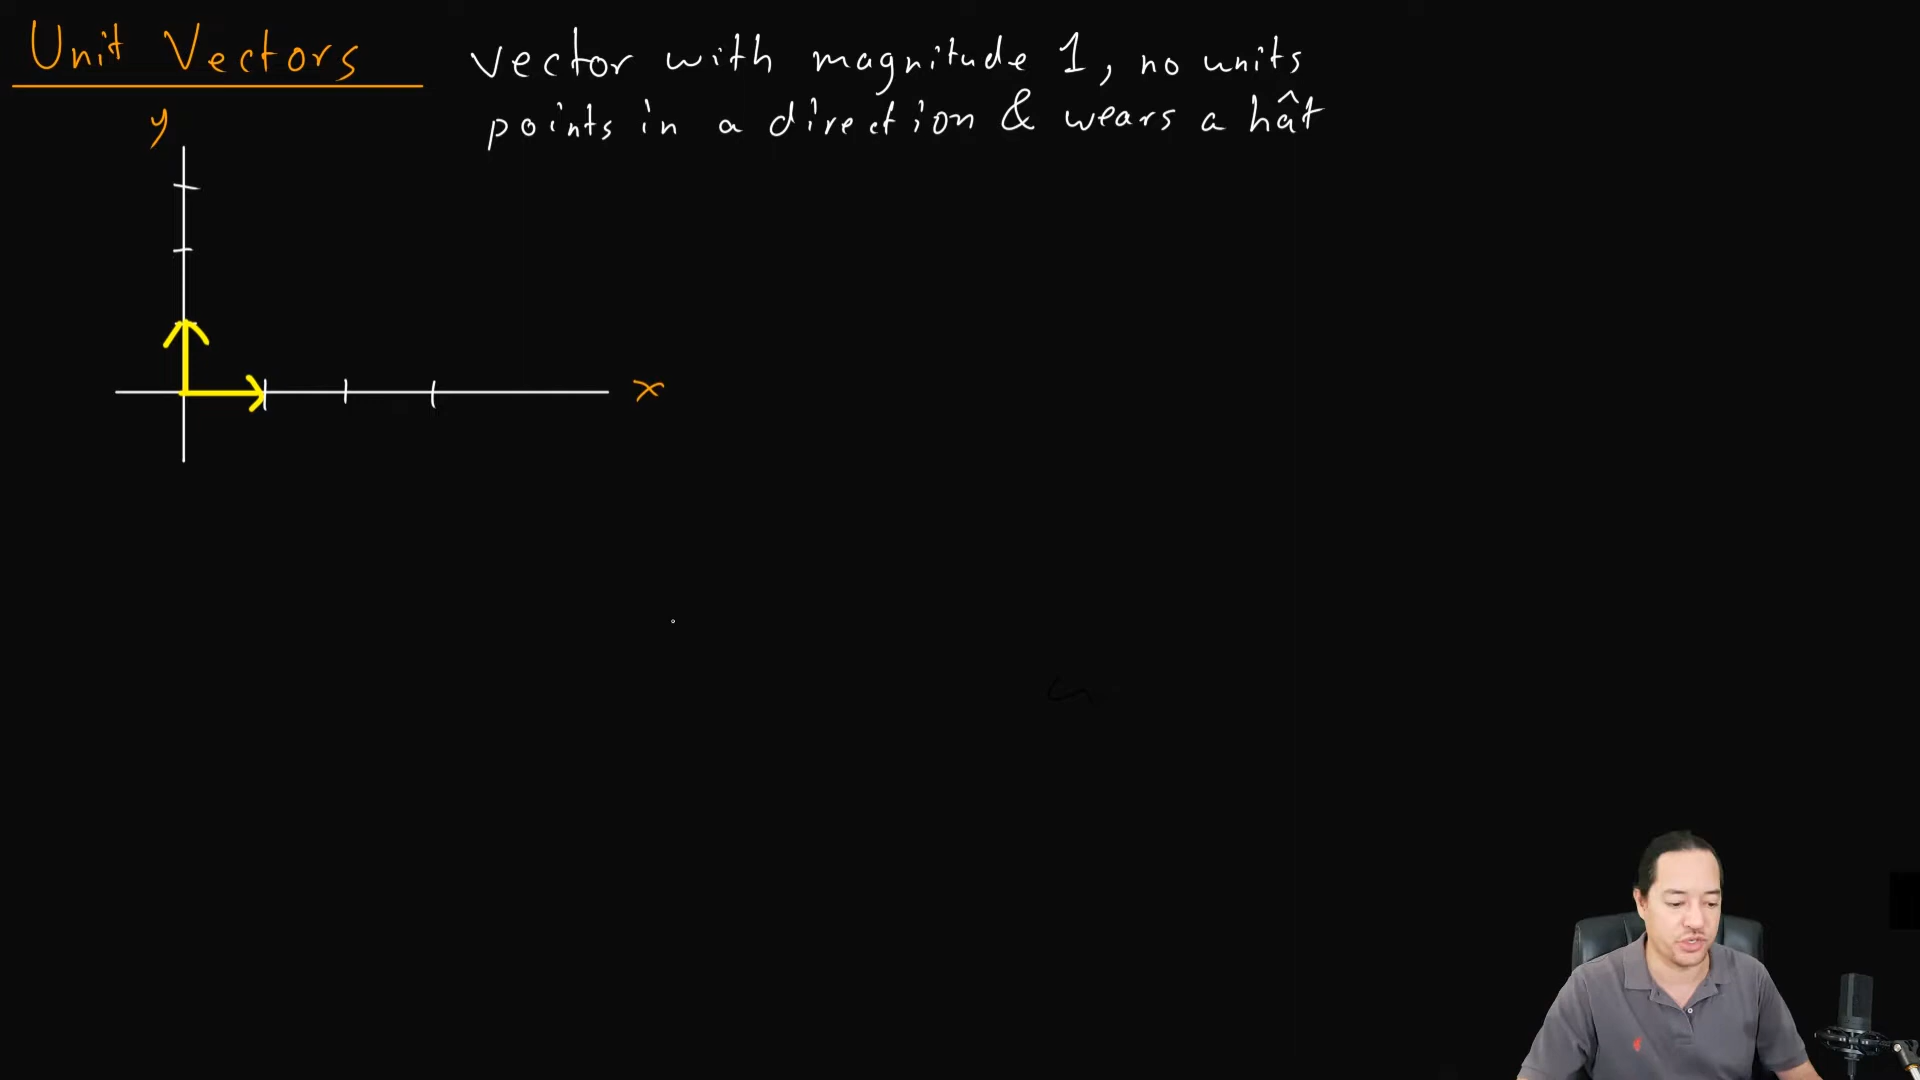 Unit Vectors
vector with magnitude 1, no units
points in a direction & wears a hât
y
x